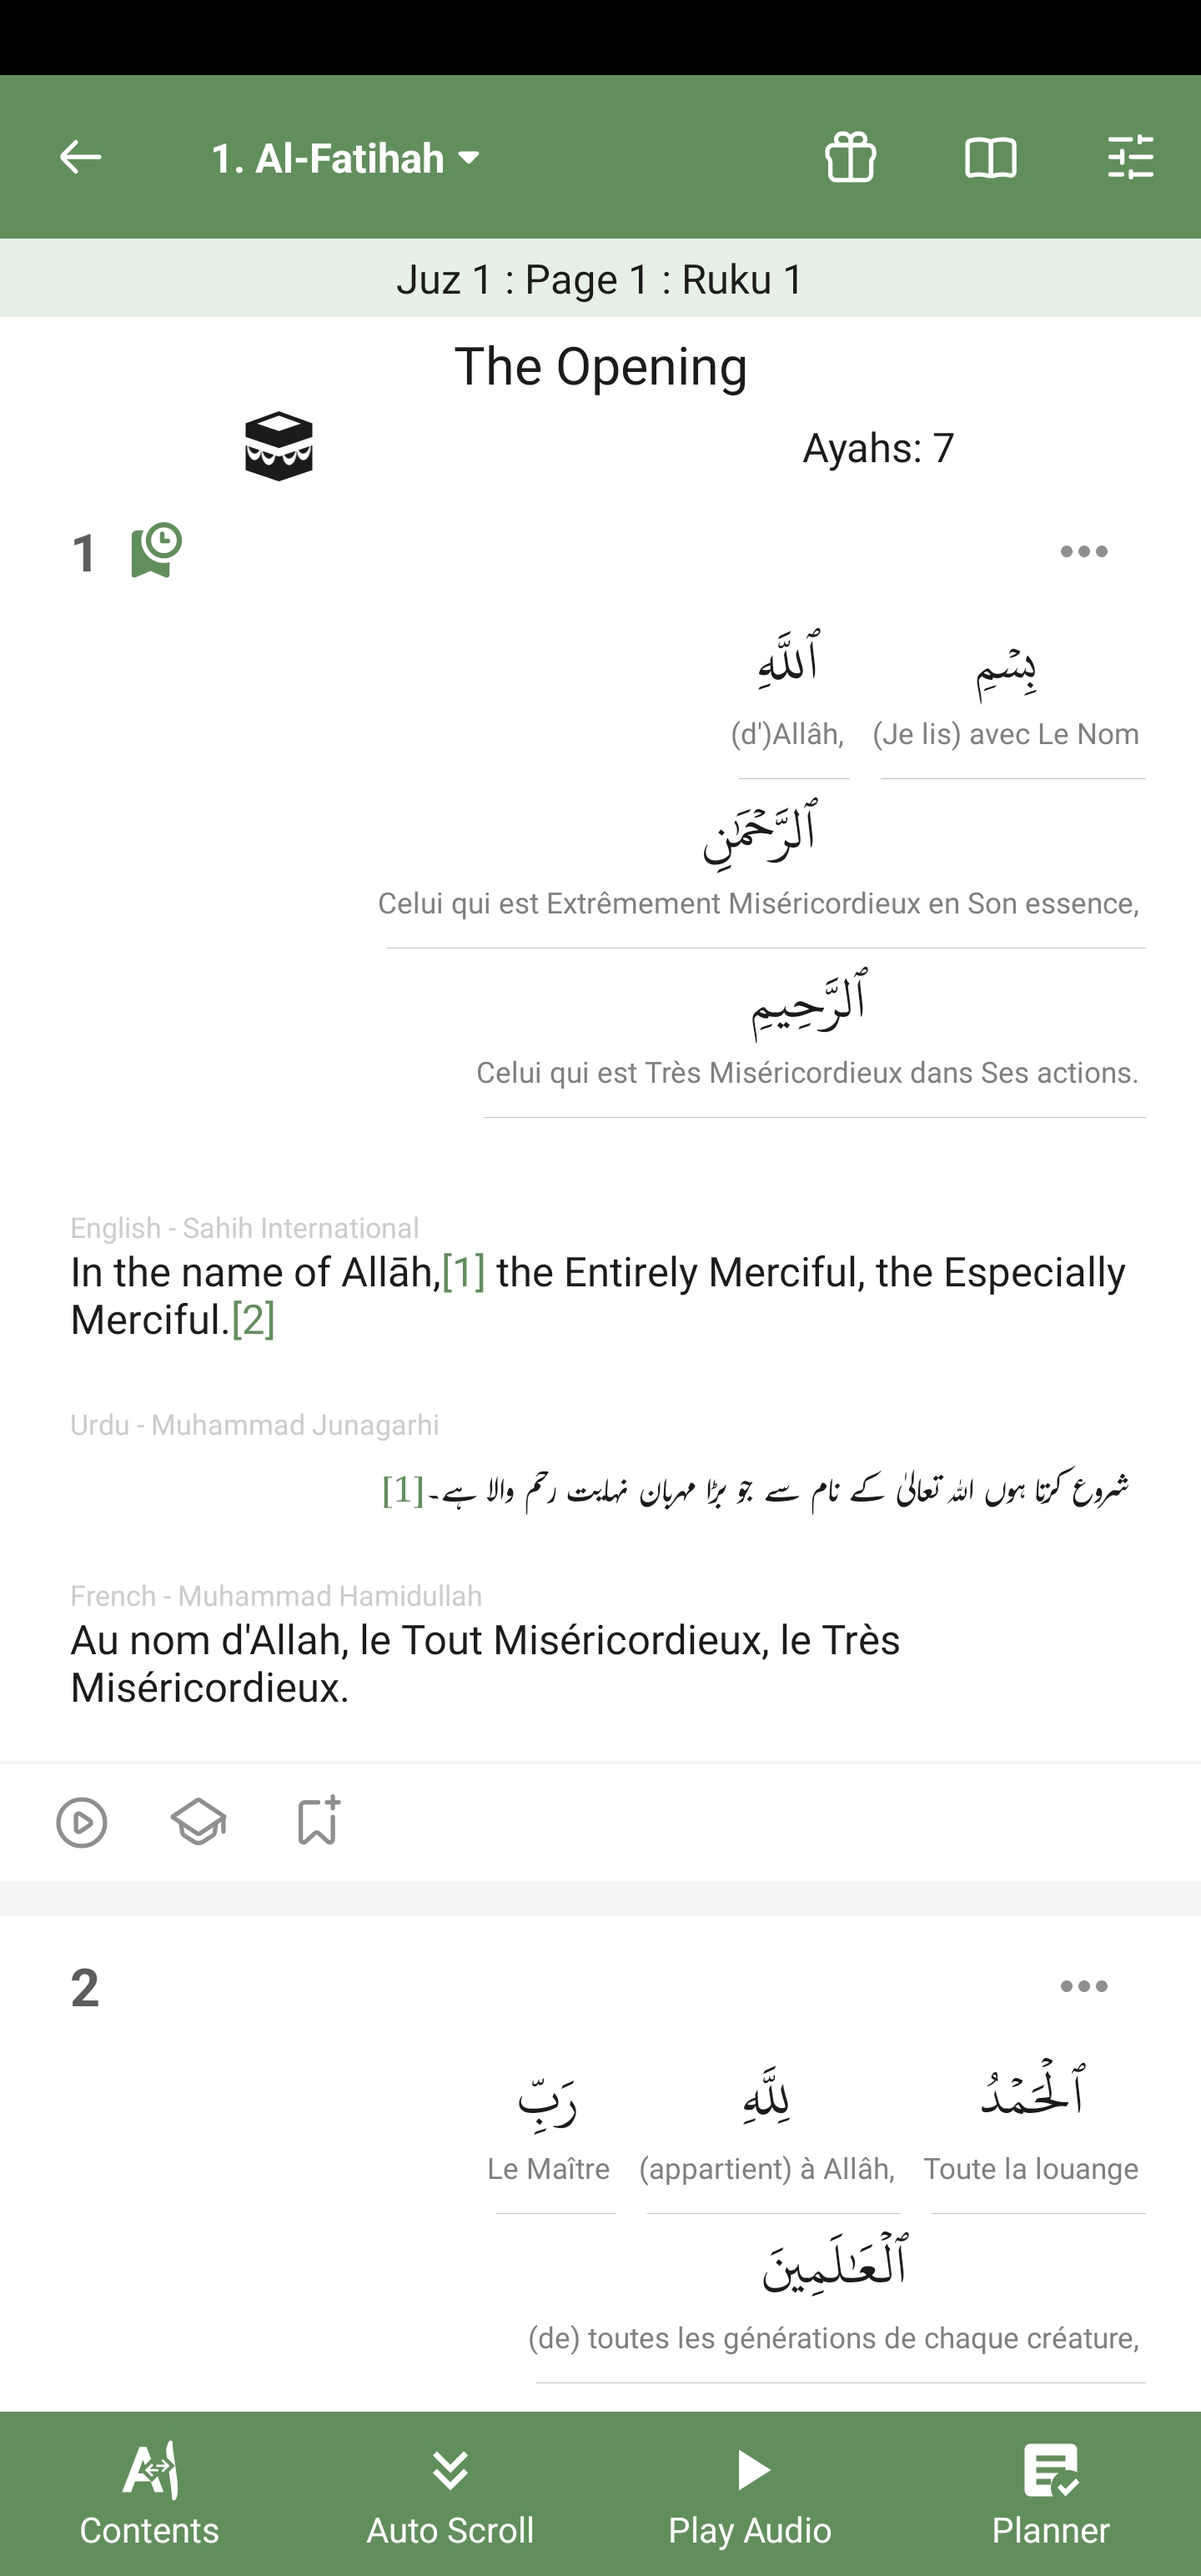 1. Al-Fatihah
Juz 1 : Page 1 : Ruku 1
The Opening
Ayahs: 7
1
بِسْمِ ٱللَّهِ
(Je lis) avec Le Nom (d')Allâh,
ٱلرَّحْمَٰنِ
Celui qui est Extrêmement Miséricordieux en Son essence,
ٱلرَّحِيمِ
Celui qui est Très Miséricordieux dans Ses actions.
English - Sahih International
In the name of Allāh,[1] the Entirely Merciful, the Especially
Merciful.[2]
Urdu - Muhammad Junagarhi
شروع کرتا ہوں اللہ تعالیٰ کے نام سے جو بڑا مہربان نہایت رحم والا ہے۔[1]
French - Muhammad Hamidullah
Au nom d'Allah, le Tout Miséricordieux, le Très
Miséricordieux.
2
ٱلْحَمْدُ لِلَّهِ رَبِّ
Toute la louange (appartient) à Allâh, Le Maître
ٱلْعَٰلَمِينَ
(de) toutes les générations de chaque créature,
Contents Auto Scroll Play Audio Planner